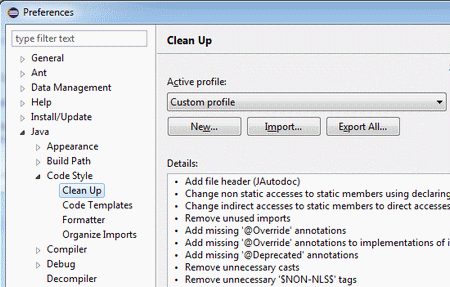 Preferences
type filter text
General
Ant
Data Management
Help
Install/Update
Java
Appearance
Build Path
Code Style
Clean Up
Code Templates
Formatter
Organize Imports
Compiler
Debug
Decompiler
Clean Up
Active profile:
Custom profile
New... Import... Export All...
Details:
• Add file header (JAutodoc)
• Change non static accesses to static members using declaring
• Change indirect accesses to static members to direct accesses
• Remove unused imports
• Add missing '@Override' annotations
• Add missing '@Override' annotations to implementations of i
• Add missing '@Deprecated' annotations
• Remove unnecessary casts
• Remove unnecessary '$NON-NLS$' tags